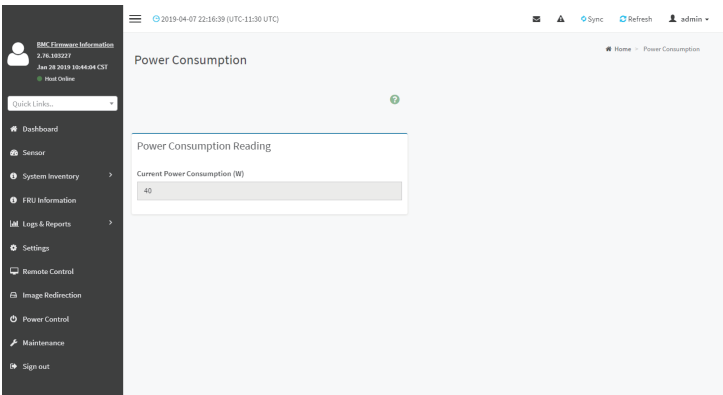 BMC Firmware Information
2.76.103227
Jan 28 2019 10:44:04 CST
Host Online
Quick Links..
Dashboard
Sensor
System Inventory
FRU Information
Logs & Reports
Settings
Remote Control
Image Redirection
Power Control
Maintenance
Sign out
2019-04-07 22:16:39 (UTC-11:30 UTC)
Sync
Refresh
admin
Power Consumption
Home
Power Consumption
Power Consumption Reading
Current Power Consumption (W)
40